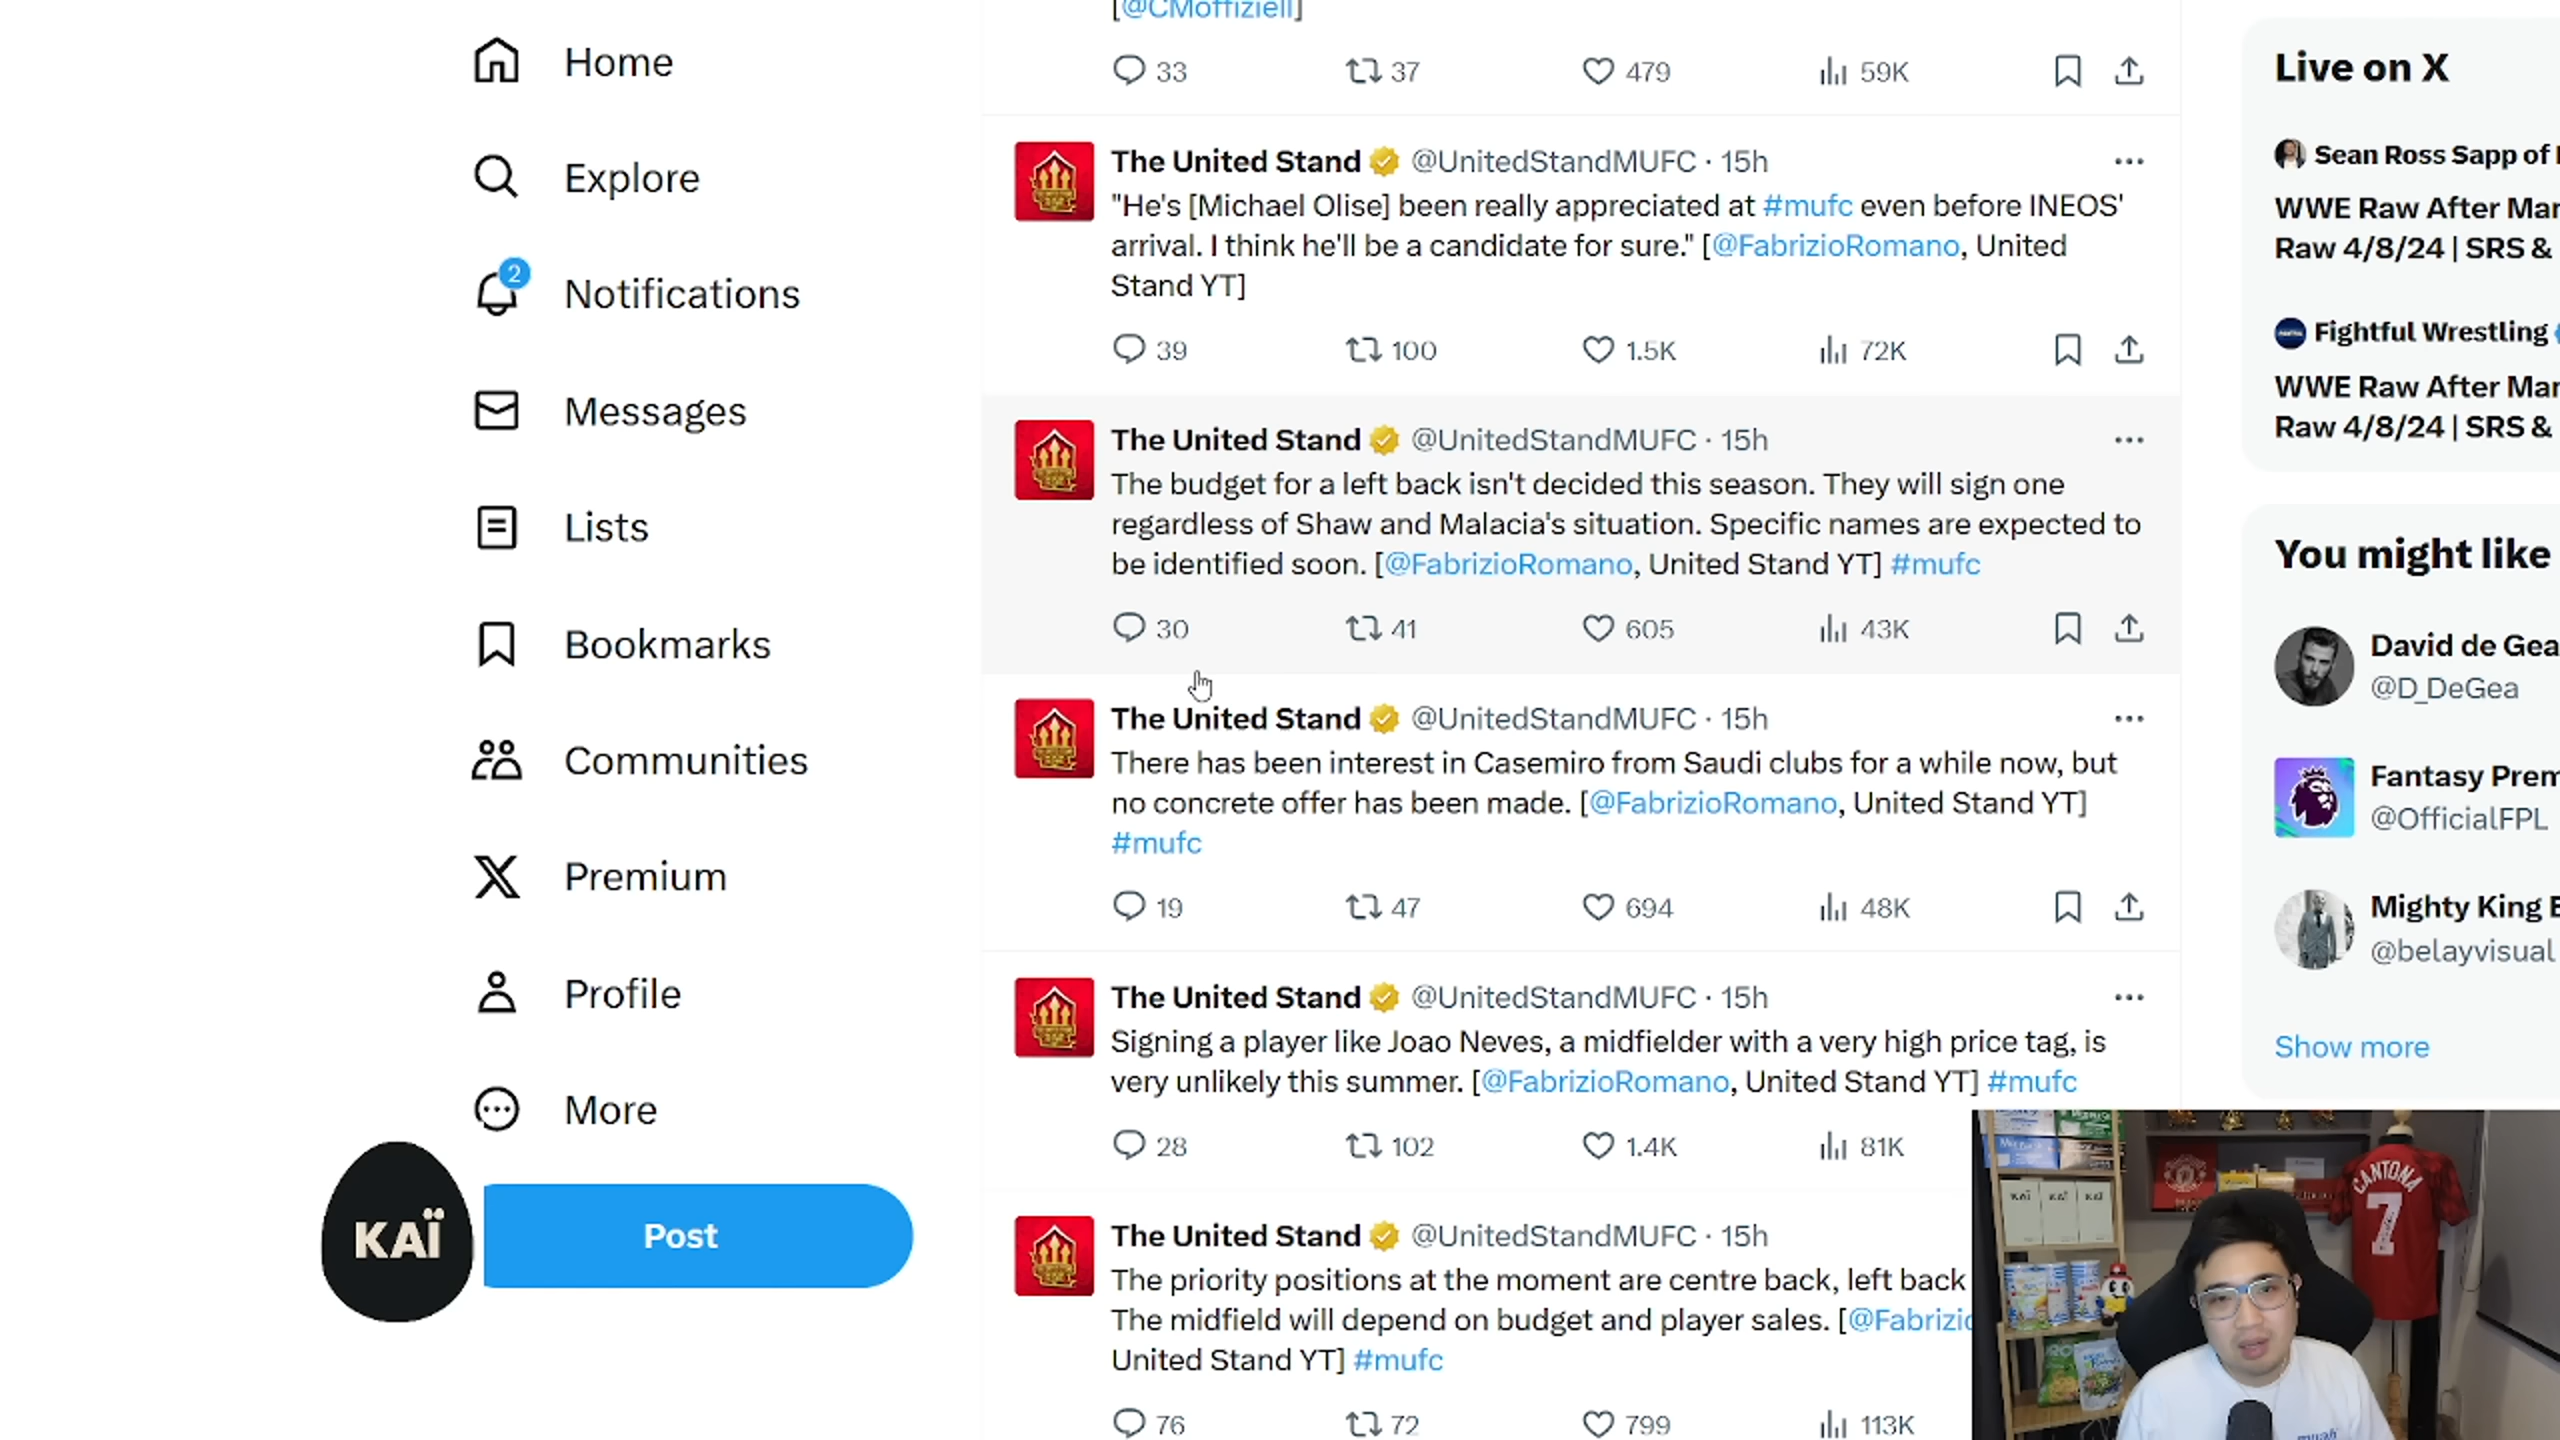 Home
Explore
2
Notifications
Messages
Lists
Bookmarks
Communities
Premium
Profile
More
KAÏ
Post
[@CMoffiziell]
33 37 479 59K
The United Stand @UnitedStandMUFC · 15h
"He's [Michael Olise] been really appreciated at #mufc even before INEOS'
arrival. I think he'll be a candidate for sure." [@FabrizioRomano, United
Stand YT]
39 100 1.5K 72K
The United Stand @UnitedStandMUFC · 15h
The budget for a left back isn't decided this season. They will sign one
regardless of Shaw and Malacia's situation. Specific names are expected to
be identified soon. [@FabrizioRomano, United Stand YT] #mufc
30 41 605 43K
The United Stand @UnitedStandMUFC · 15h
There has been interest in Casemiro from Saudi clubs for a while now, but
no concrete offer has been made. [@FabrizioRomano, United Stand YT]
#mufc
19 47 694 48K
The United Stand @UnitedStandMUFC · 15h
Signing a player like Joao Neves, a midfielder with a very high price tag, is
very unlikely this summer. [@FabrizioRomano, United Stand YT] #mufc
28 102 1.4K 81K
The United Stand @UnitedStandMUFC · 15h
The priority positions at the moment are centre back, left back
The midfield will depend on budget and player sales. [@Fabrizio
United Stand YT] #mufc
76 72 799 113K
Live on X
Sean Ross Sapp of
WWE Raw After Man
Raw 4/8/24 | SRS &
Fightful Wrestling
WWE Raw After Man
Raw 4/8/24 | SRS &
You might like
David de Gea
@D_DeGea
Fantasy Prem
@OfficialFPL
Mighty King
@belayvisual
Show more
KAÏ KAÏ KAÏ
CANTONA
7